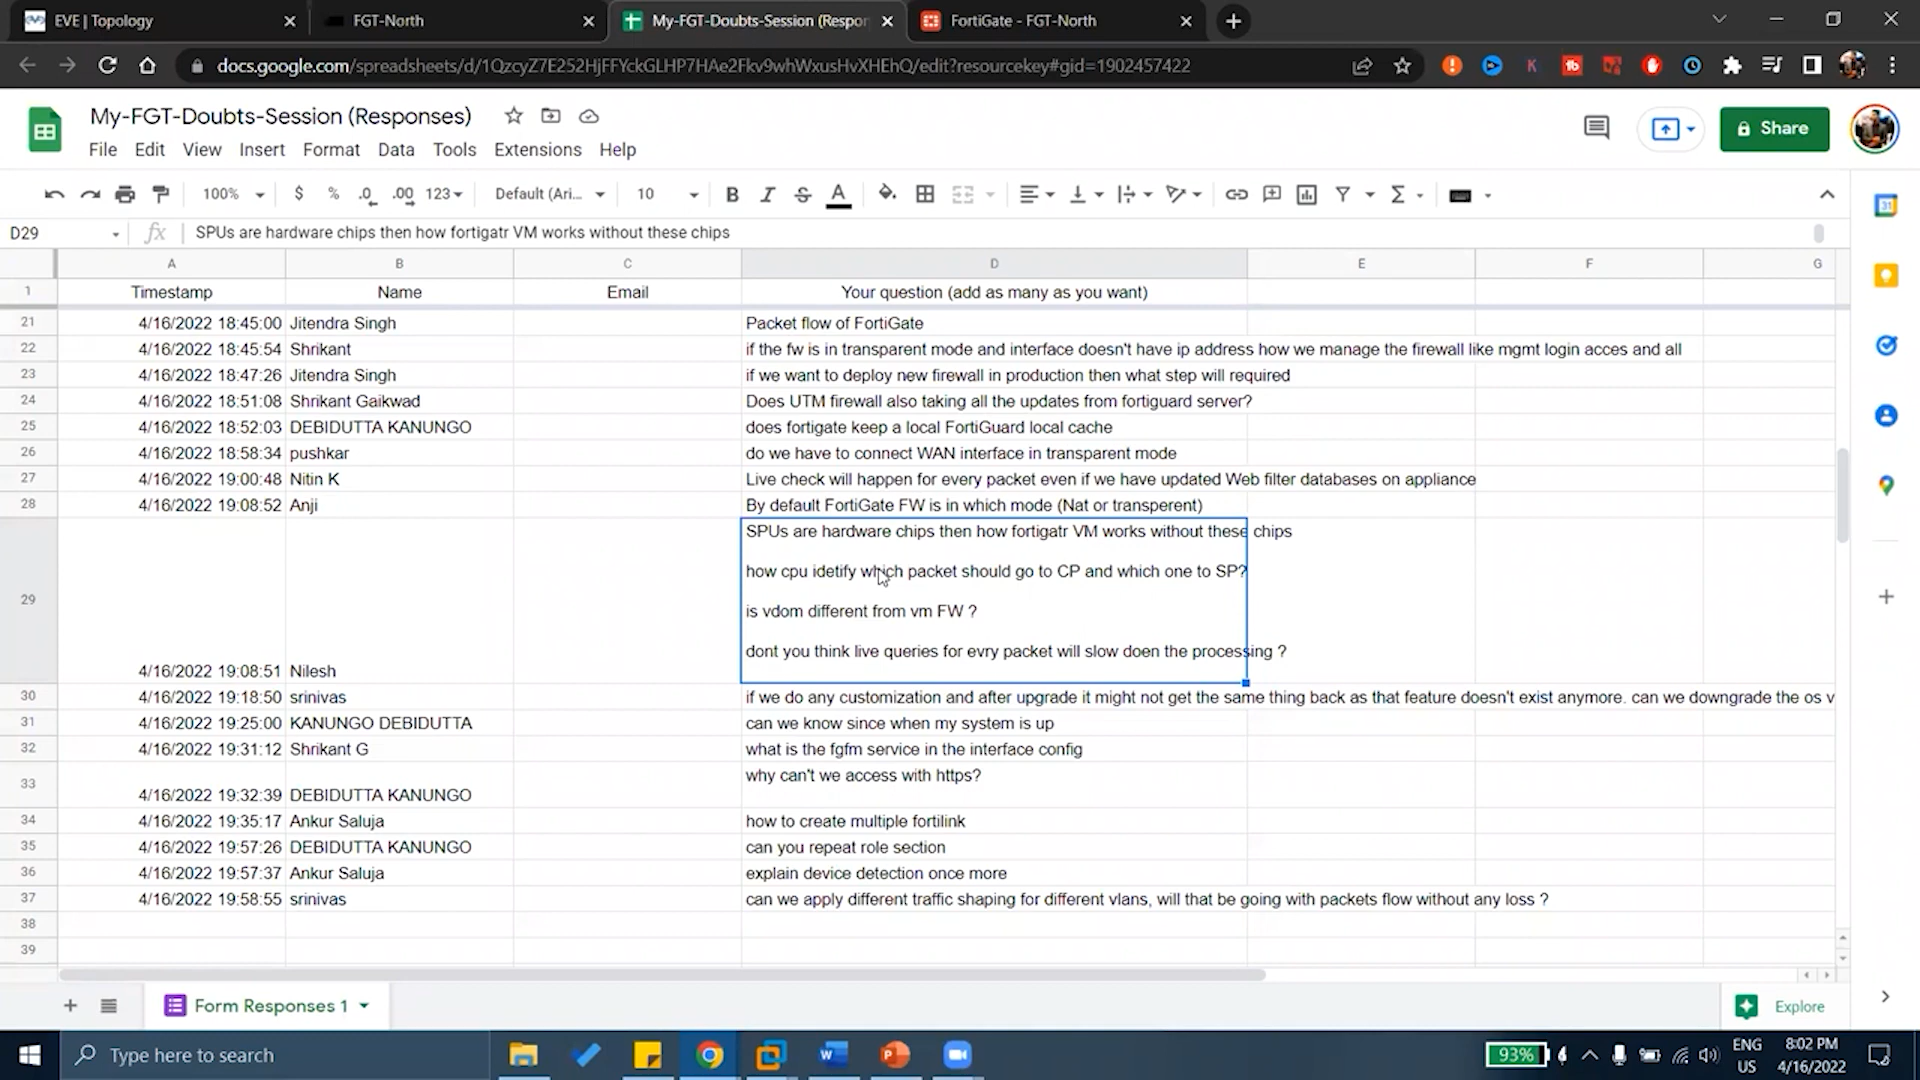 EVE | Topology
FGT-North
My-FGT-Doubts-Session (Respon
FortiGate - FGT-North
docs.google.com/spreadsheets/d/1QzcyZ7E252HjFFYckGLHP7HAe2Fkv9whWxusHvXHEhQ/edit?resourcekey#gid=1902457422
My-FGT-Doubts-Session (Responses)
File Edit View Insert Format Data Tools Extensions Help
Share
100% $ % .0 .00 123 Default (Ari... 10 B I S A
D29 fx SPUs are hardware chips then how fortigatr VM works without these chips
A B C D E F G
1 Timestamp Name Email Your question (add as many as you want)
21 4/16/2022 18:45:00 Jitendra Singh Packet flow of FortiGate
22 4/16/2022 18:45:54 Shrikant if the fw is in transparent mode and interface doesn't have ip address how we manage the firewall like mgmt login acces and all
23 4/16/2022 18:47:26 Jitendra Singh if we want to deploy new firewall in production then what step will required
24 4/16/2022 18:51:08 Shrikant Gaikwad Does UTM firewall also taking all the updates from fortiguard server?
25 4/16/2022 18:52:03 DEBIDUTTA KANUNGO does fortigate keep a local FortiGuard local cache
26 4/16/2022 18:58:34 pushkar do we have to connect WAN interface in transparent mode
27 4/16/2022 19:00:48 Nitin K Live check will happen for every packet even if we have updated Web filter databases on appliance
28 4/16/2022 19:08:52 Anji By default FortiGate FW is in which mode (Nat or transperent)
SPUs are hardware chips then how fortigatr VM works without these chips
how cpu idetify which packet should go to CP and which one to SP?
29
is vdom different from vm FW ?
dont you think live queries for evry packet will slow doen the processing ?
4/16/2022 19:08:51 Nilesh
30 4/16/2022 19:18:50 srinivas if we do any customization and after upgrade it might not get the same thing back as that feature doesn't exist anymore. can we downgrade the os v
31 4/16/2022 19:25:00 KANUNGO DEBIDUTTA can we know since when my system is up
32 4/16/2022 19:31:12 Shrikant G what is the fgfm service in the interface config
why can't we access with https?
33 4/16/2022 19:32:39 DEBIDUTTA KANUNGO
34 4/16/2022 19:35:17 Ankur Saluja how to create multiple fortilink
35 4/16/2022 19:57:26 DEBIDUTTA KANUNGO can you repeat role section
36 4/16/2022 19:57:37 Ankur Saluja explain device detection once more
37 4/16/2022 19:58:55 srinivas can we apply different traffic shaping for different vlans, will that be going with packets flow without any loss ?
38
39
Form Responses 1
Explore
Type here to search
93%
ENG
US
8:02 PM
4/16/2022